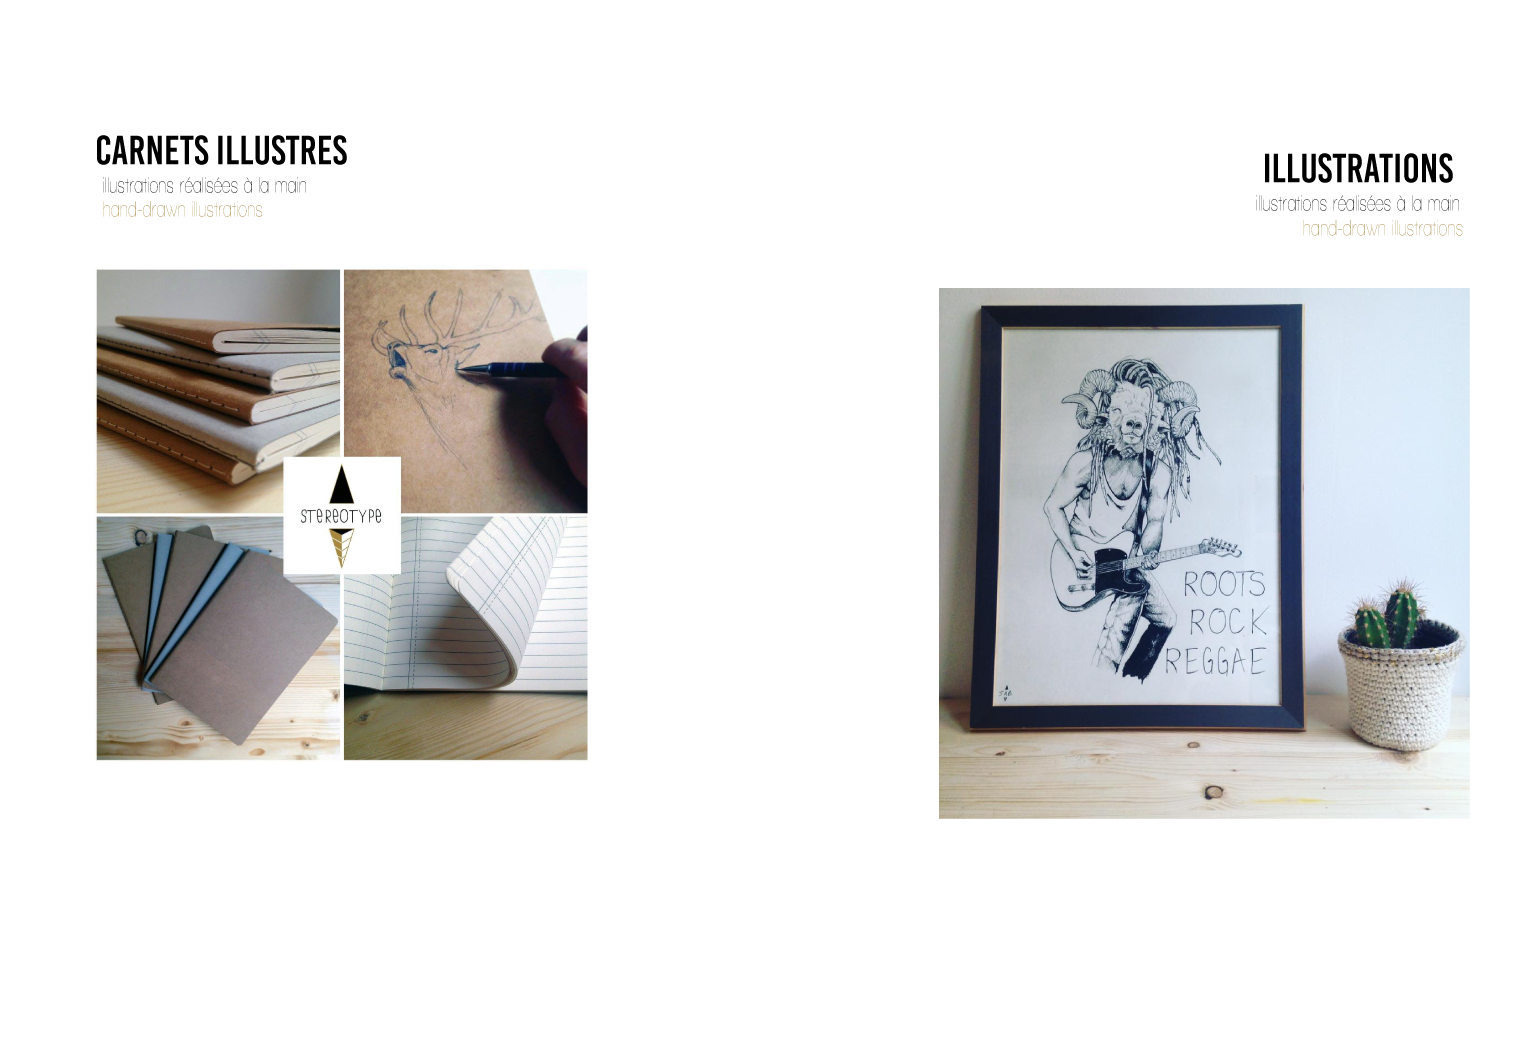 CARNETS ILLUSTRES
illustrations réalisées à la main
hand-drawn illustrations
STEREOTYPE
ILLUSTRATIONS
illustrations réalisées à la main
hand-drawn illustrations
ROOTS
ROCK
REGGAE